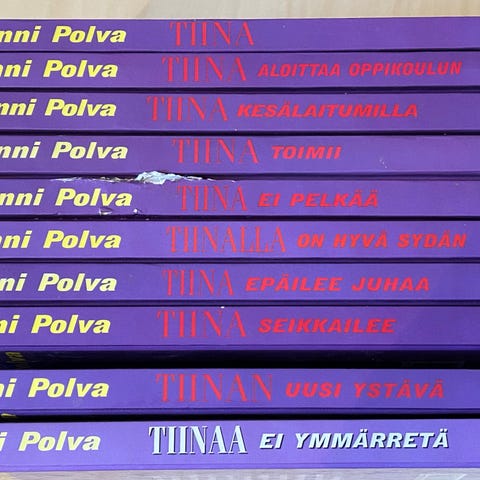 nni Polva TIINA
nni Polva TIINA ALOITTAA OPPIKOULUN
nni Polva TIINA KESÄLAITUMILLA
nni Polva TIINA TOIMII
nni Polva TIINA EI PELKÄÄ
nni Polva TIINALLA ON HYVÄ SYDÄN
nni Polva TIINA EPÄILEE JUHAA
ni Polva TIINA SEIKKAILEE
ni Polva TIINAN UUSI YSTÄVÄ
i Polva TIINAA EI YMMÄRRETÄ